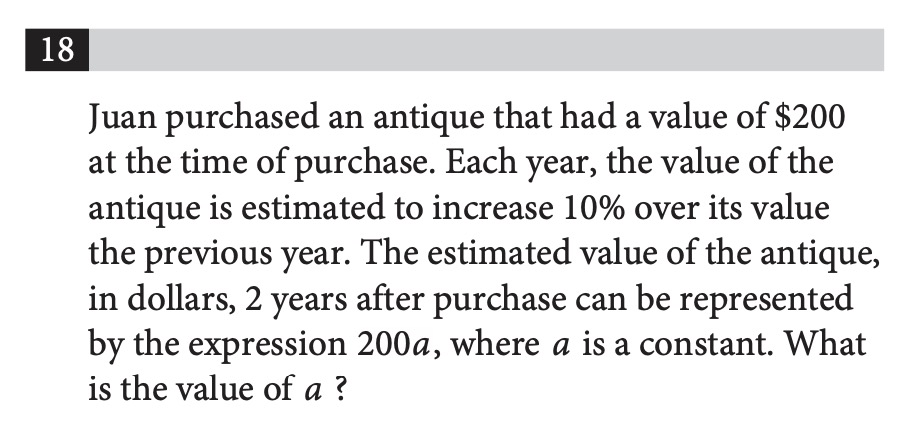 18
Juan purchased an antique that had a value of $200
at the time of purchase. Each year, the value of the
antique is estimated to increase 10% over its value
the previous year. The estimated value of the antique,
in dollars, 2 years after purchase can be represented
by the expression 200a, where a is a constant. What
is the value of a ?